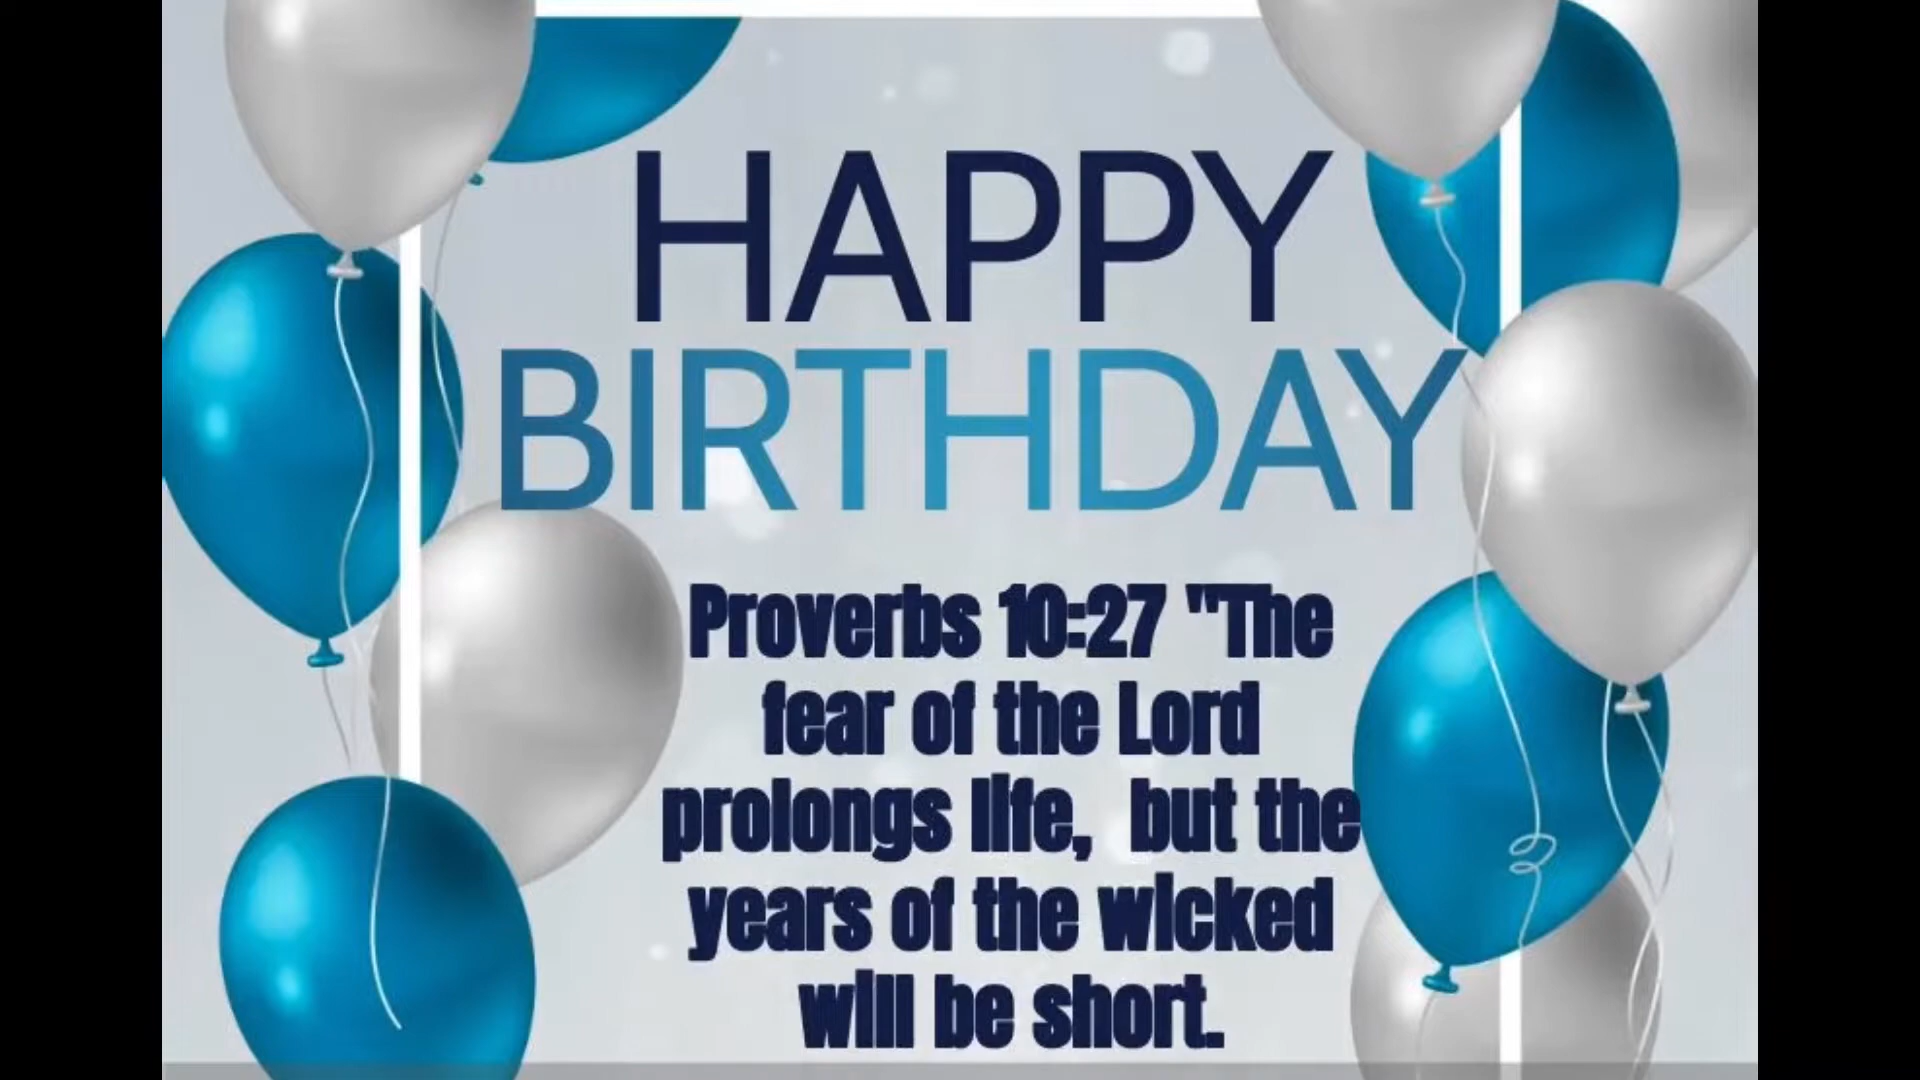 HAPPY
BIRTHDAY
Proverbs 10:27 "The
fear of the Lord
prolongs life,  but the
years of the wicked
will be short.